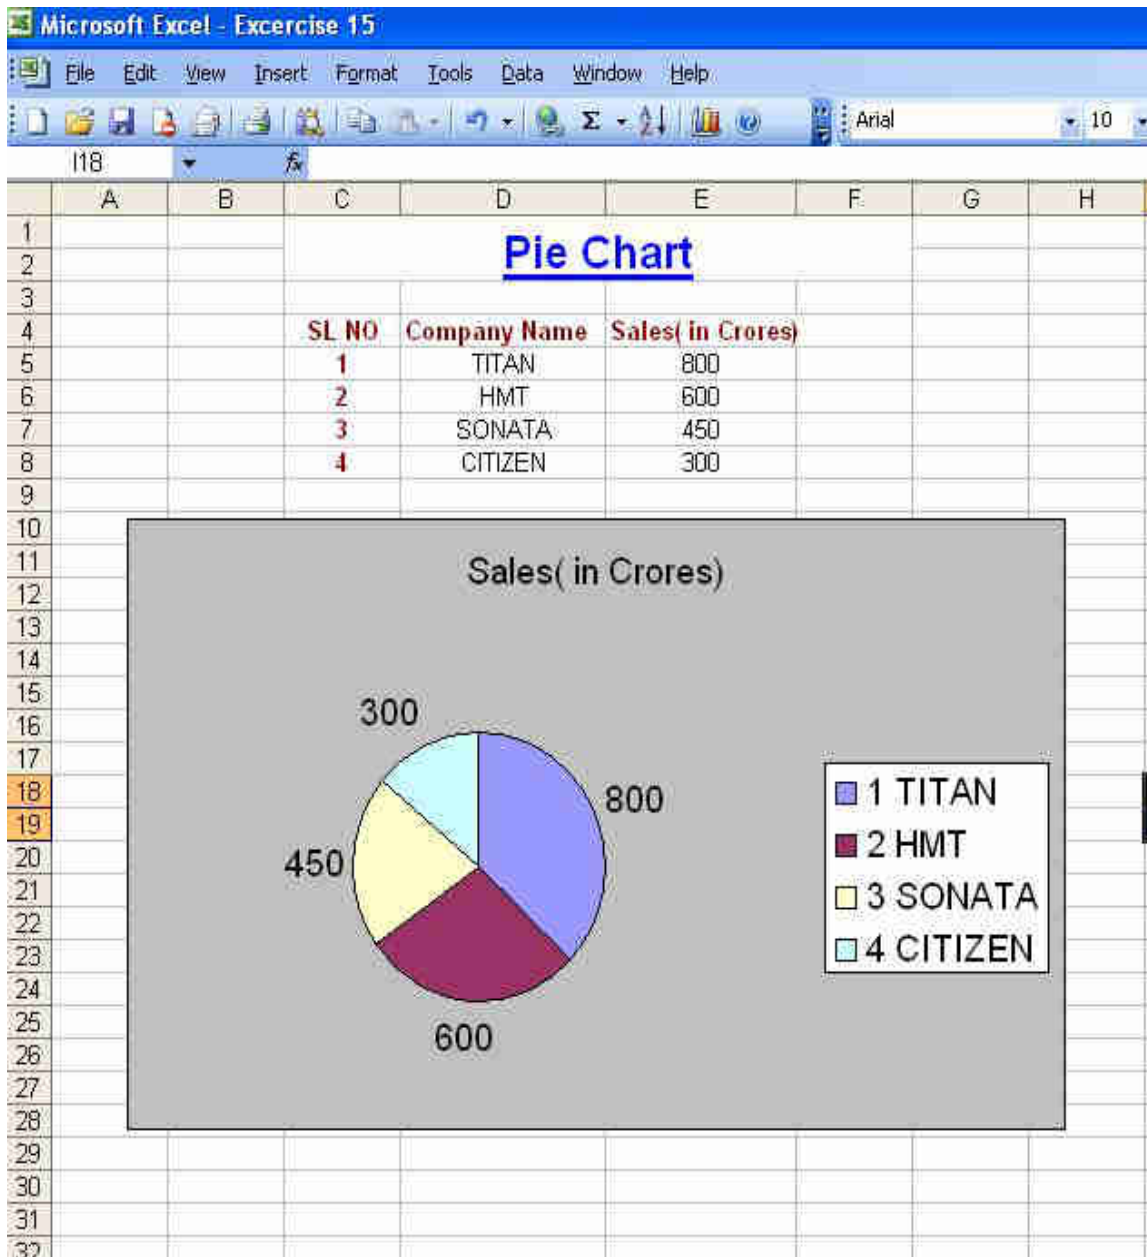 Microsoft Excel - Excercise 15
File Edit View Insert Format Tools Data Window Help
Σ Arial 10
I18 fx
A B C D E F G H
1
Pie Chart
2
3
4 SL NO Company Name Sales( in Crores)
5 1 TITAN 800
6 2 HMT 600
7 3 SONATA 450
8 4 CITIZEN 300
9
10
11 Sales( in Crores)
12
13
14
15
16 300
17
18 1 TITAN
19 800
20 2 HMT
21 450 3 SONATA
22
23 4 CITIZEN
24
25
26 600
27
28
29
30
31
32